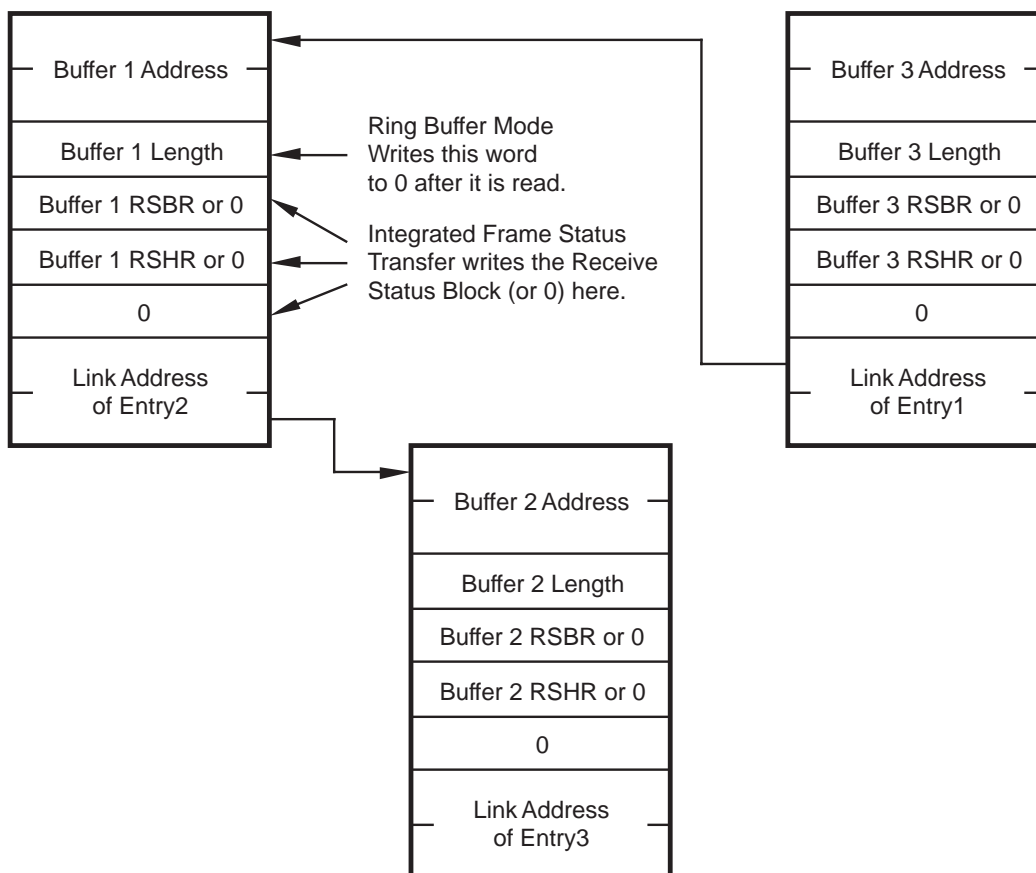 Buffer 1 Address
Buffer 1 Length
Buffer 1 RSBR or 0
Buffer 1 RSHR or 0
0
Link Address
of Entry2
Ring Buffer Mode
Writes this word
to 0 after it is read.
Integrated Frame Status
Transfer writes the Receive
Status Block (or 0) here.
Buffer 3 Address
Buffer 3 Length
Buffer 3 RSBR or 0
Buffer 3 RSHR or 0
0
Link Address
of Entry1
Buffer 2 Address
Buffer 2 Length
Buffer 2 RSBR or 0
Buffer 2 RSHR or 0
0
Link Address
of Entry3